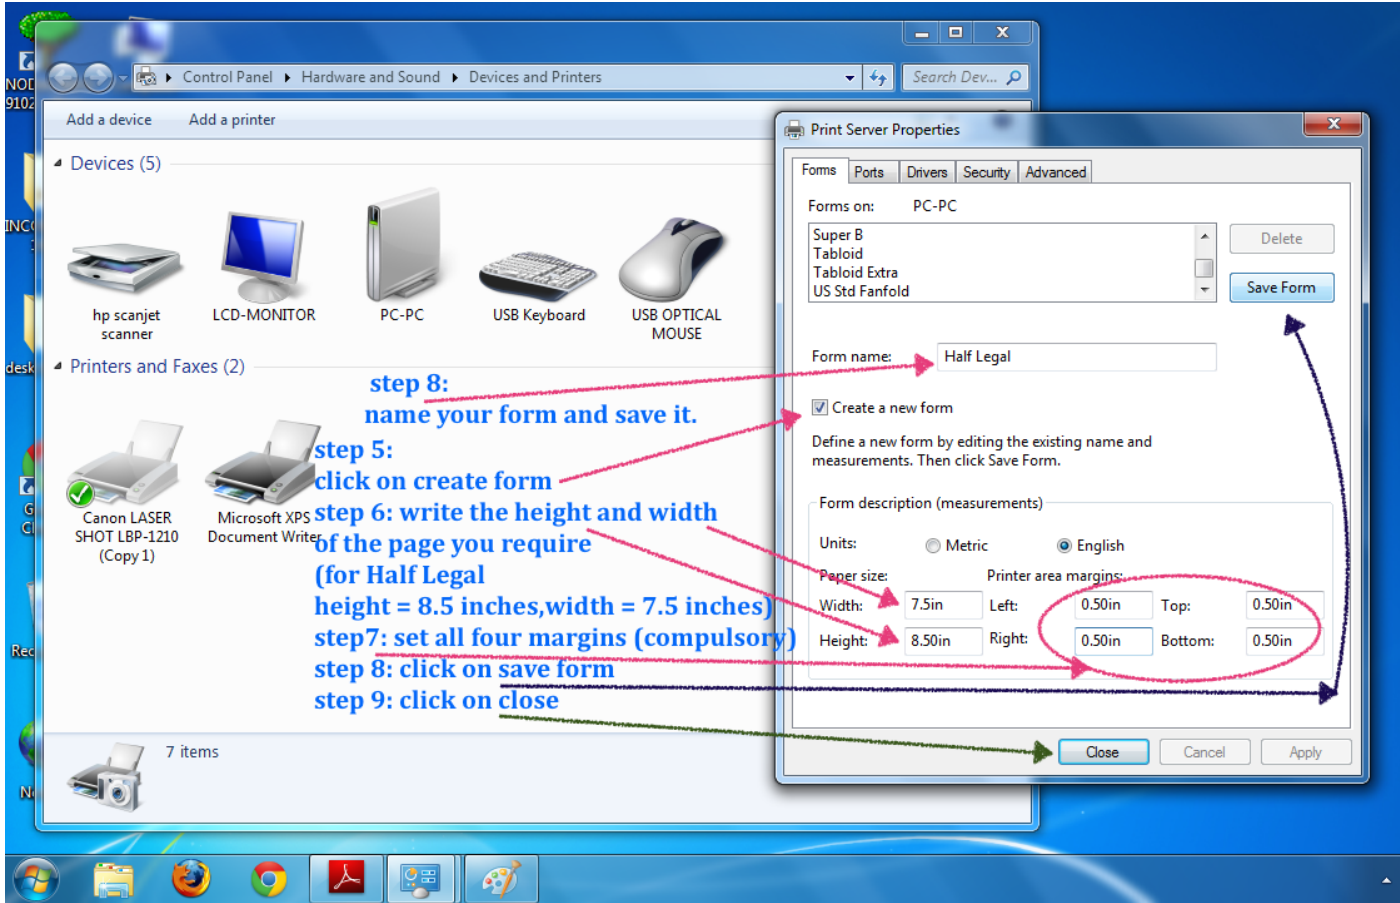 NOD
9102
INCO
1
desk
G
Cl
Rec
N
Control Panel
Hardware and Sound
Devices and Printers
Search Dev...
Add a device
Add a printer
Devices (5)
hp scanjet
scanner
LCD-MONITOR
PC-PC
USB Keyboard
USB OPTICAL
MOUSE
Printers and Faxes (2)
Canon LASER
SHOT LBP-1210
(Copy 1)
Microsoft XPS
Document Writer
step 8:
name your form and save it.
step 5:
click on create form
step 6: write the height and width
of the page you require
(for Half Legal
height = 8.5 inches,width = 7.5 inches)
step7: set all four margins (compulsory)
step 8: click on save form
step 9: click on close
7 items
Print Server Properties
Forms
Ports
Drivers
Security
Advanced
Forms on: PC-PC
Super B
Tabloid
Tabloid Extra
US Std Fanfold
Delete
Save Form
Form name: Half Legal
Create a new form
Define a new form by editing the existing name and
measurements. Then click Save Form.
Form description (measurements)
Units: Metric English
Paper size: Printer area margins:
Width: 7.5in Left: 0.50in Top: 0.50in
Height: 8.50in Right: 0.50in Bottom: 0.50in
Close
Cancel
Apply